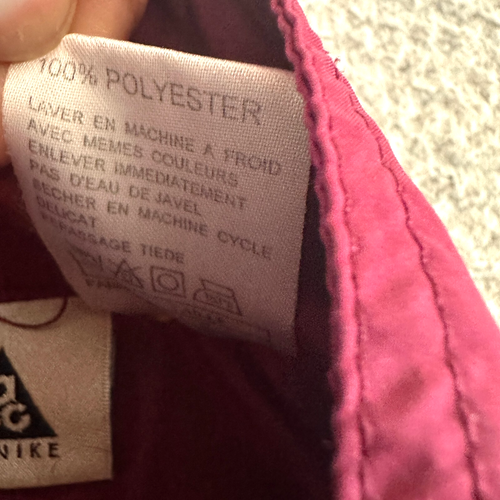 100% POLYESTER
LAVER EN MACHINE A FROID
AVEC MEMES COULEURS
ENLEVER IMMEDIATEMENT
PAS D'EAU DE JAVEL
SECHER EN MACHINE CYCLE
DELICAT
REPASSAGE TIEDE
NIKE